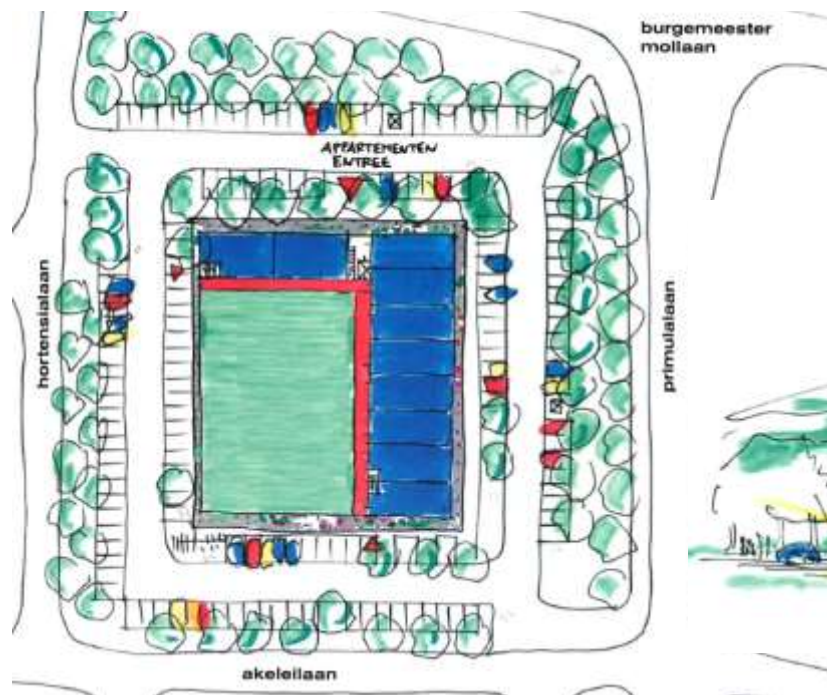 burgemeester
mollaan
APPARTEMENTEN
ENTREE
hortensialaan
primulalaan
akeleilaan